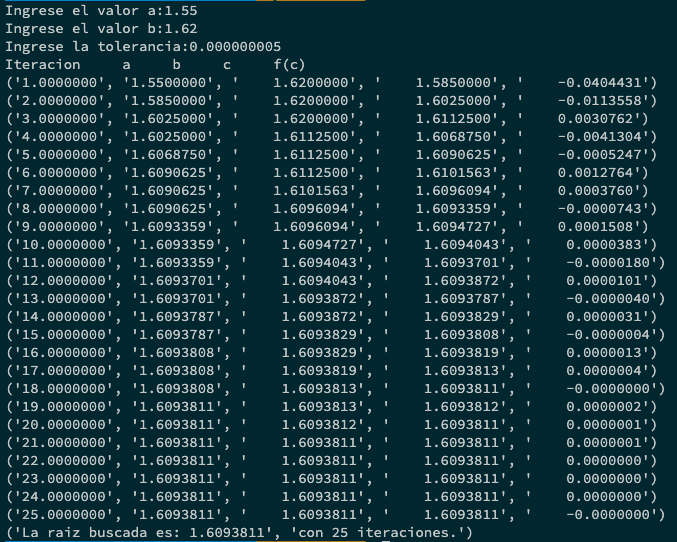 Ingrese el valor a:1.55
Ingrese el valor b:1.62
Ingrese la tolerancia:0.000000005
Iteracion    a     b     c     f(c)
('1.0000000', '1.5500000', '    1.6200000', '    1.5850000', '    -0.0404431')
('2.0000000', '1.5850000', '    1.6200000', '    1.6025000', '    -0.0113558')
('3.0000000', '1.6025000', '    1.6200000', '    1.6112500', '    0.0030762')
('4.0000000', '1.6025000', '    1.6112500', '    1.6068750', '    -0.0041304')
('5.0000000', '1.6068750', '    1.6112500', '    1.6090625', '    -0.0005247')
('6.0000000', '1.6090625', '    1.6112500', '    1.6101563', '    0.0012764')
('7.0000000', '1.6090625', '    1.6101563', '    1.6096094', '    0.0003760')
('8.0000000', '1.6090625', '    1.6096094', '    1.6093359', '    -0.0000743')
('9.0000000', '1.6093359', '    1.6096094', '    1.6094727', '    0.0001508')
('10.0000000', '1.6093359', '    1.6094727', '    1.6094043', '    0.0000383')
('11.0000000', '1.6093359', '    1.6094043', '    1.6093701', '    -0.0000180')
('12.0000000', '1.6093701', '    1.6094043', '    1.6093872', '    0.0000101')
('13.0000000', '1.6093701', '    1.6093872', '    1.6093787', '    -0.0000040')
('14.0000000', '1.6093787', '    1.6093872', '    1.6093829', '    0.0000031')
('15.0000000', '1.6093787', '    1.6093829', '    1.6093808', '    -0.0000004')
('16.0000000', '1.6093808', '    1.6093829', '    1.6093819', '    0.0000013')
('17.0000000', '1.6093808', '    1.6093819', '    1.6093813', '    0.0000004')
('18.0000000', '1.6093808', '    1.6093813', '    1.6093811', '    -0.0000000')
('19.0000000', '1.6093811', '    1.6093813', '    1.6093812', '    0.0000002')
('20.0000000', '1.6093811', '    1.6093812', '    1.6093811', '    0.0000001')
('21.0000000', '1.6093811', '    1.6093811', '    1.6093811', '    0.0000001')
('22.0000000', '1.6093811', '    1.6093811', '    1.6093811', '    0.0000000')
('23.0000000', '1.6093811', '    1.6093811', '    1.6093811', '    0.0000000')
('24.0000000', '1.6093811', '    1.6093811', '    1.6093811', '    0.0000000')
('25.0000000', '1.6093811', '    1.6093811', '    1.6093811', '    -0.0000000')
('La raiz buscada es: 1.6093811', 'con 25 iteraciones.')